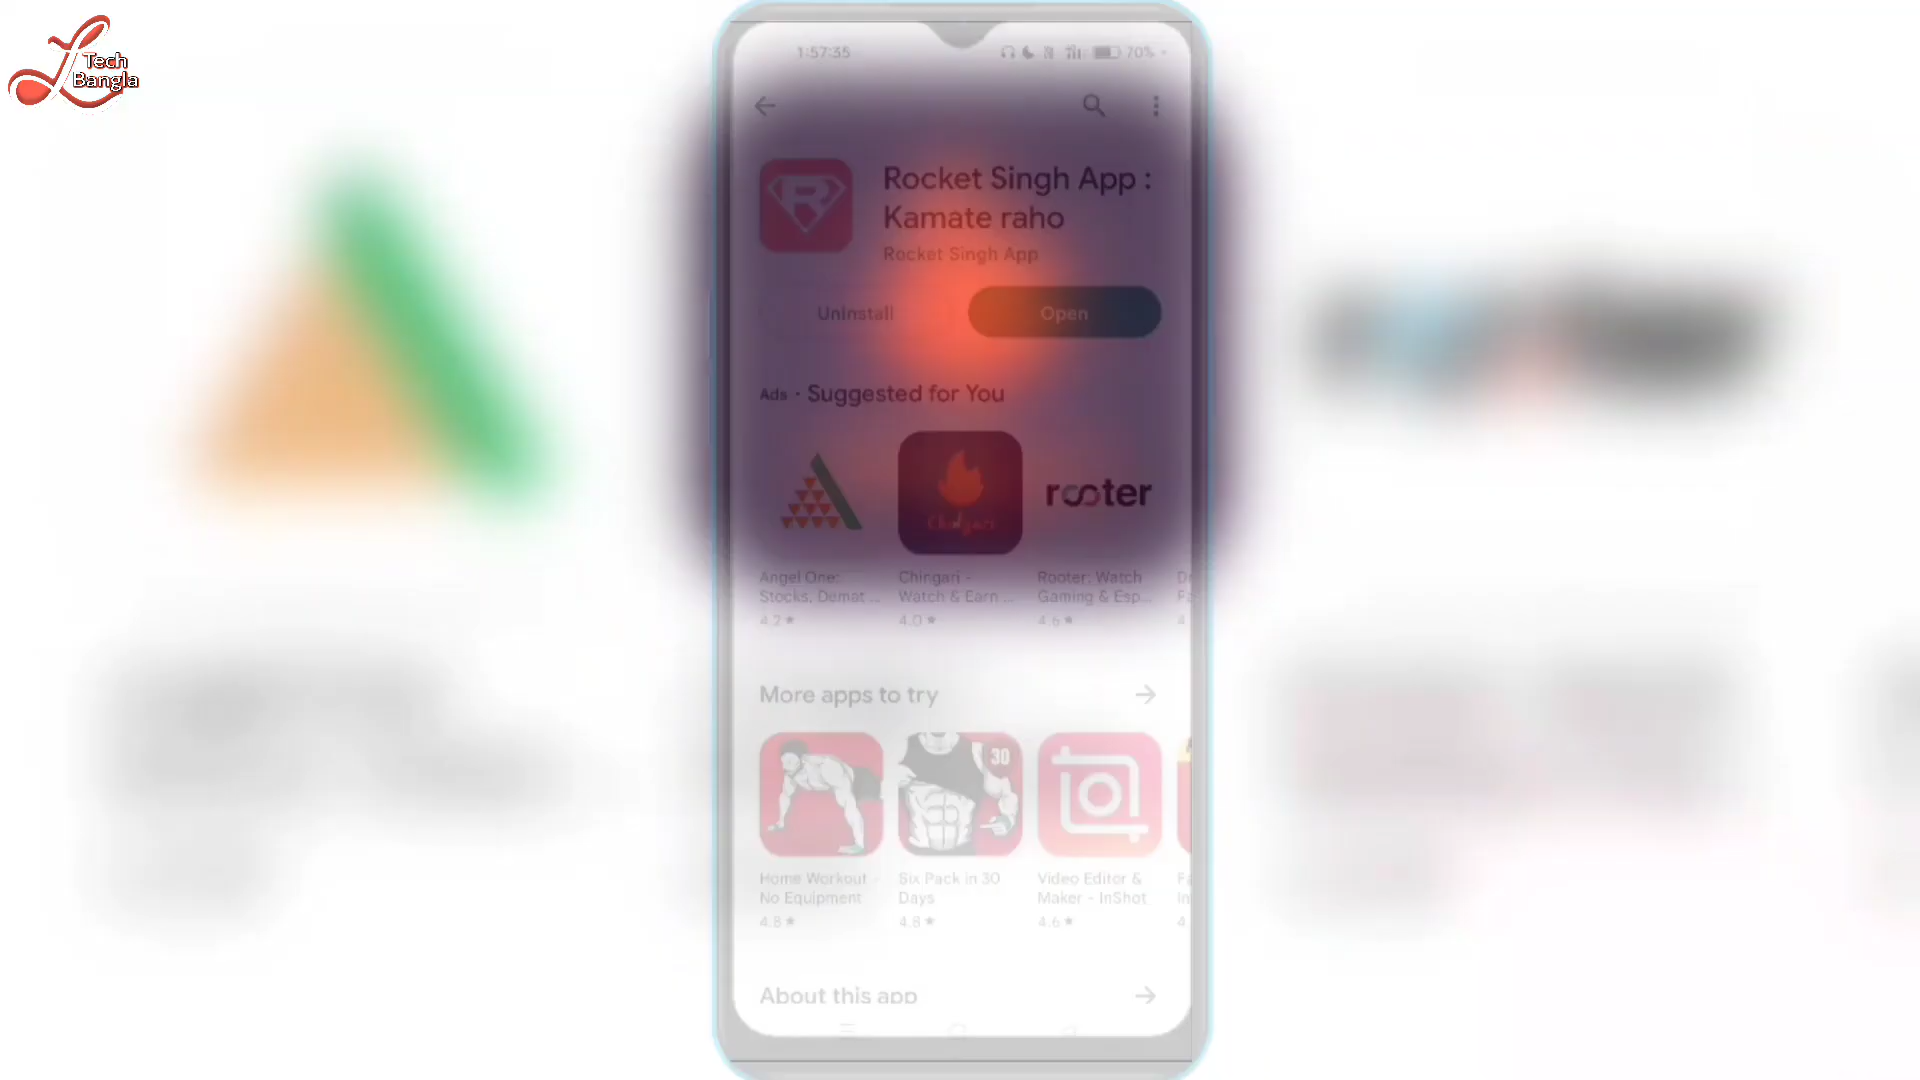 Tech
Bangla
1:57:35
70%
Rocket Singh App :
Kamate raho
Rocket Singh App
Uninstall
Open
Ads · Suggested for You
Chingari
rooter
Angel One:
Stocks, Demat ...
4.2 ★
Chingari -
Watch & Earn ...
4.0 ★
Rooter: Watch
Gaming & Esp...
4.6 ★
4
More apps to try
30
Home Workout -
No Equipment
4.8 ★
Six Pack in 30
Days
4.8 ★
Video Editor &
Maker - InShot
4.6 ★
4
About this app